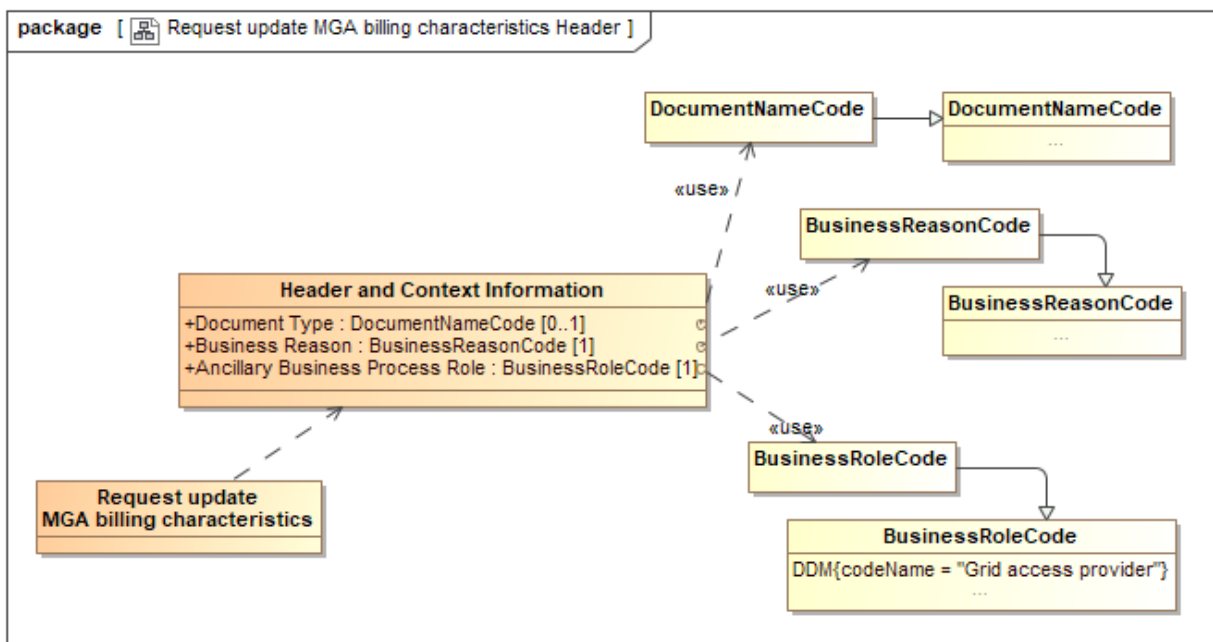 package [ Request update MGA billing characteristics Header ]
DocumentNameCode
DocumentNameCode
...
«use»
BusinessReasonCode
«use»
BusinessReasonCode
...
Header and Context Information
+Document Type : DocumentNameCode [0..1]
+Business Reason : BusinessReasonCode [1]
+Ancillary Business Process Role : BusinessRoleCode [1]
«use»
BusinessRoleCode
Request update
MGA billing characteristics
BusinessRoleCode
DDM{codeName = "Grid access provider"}
...